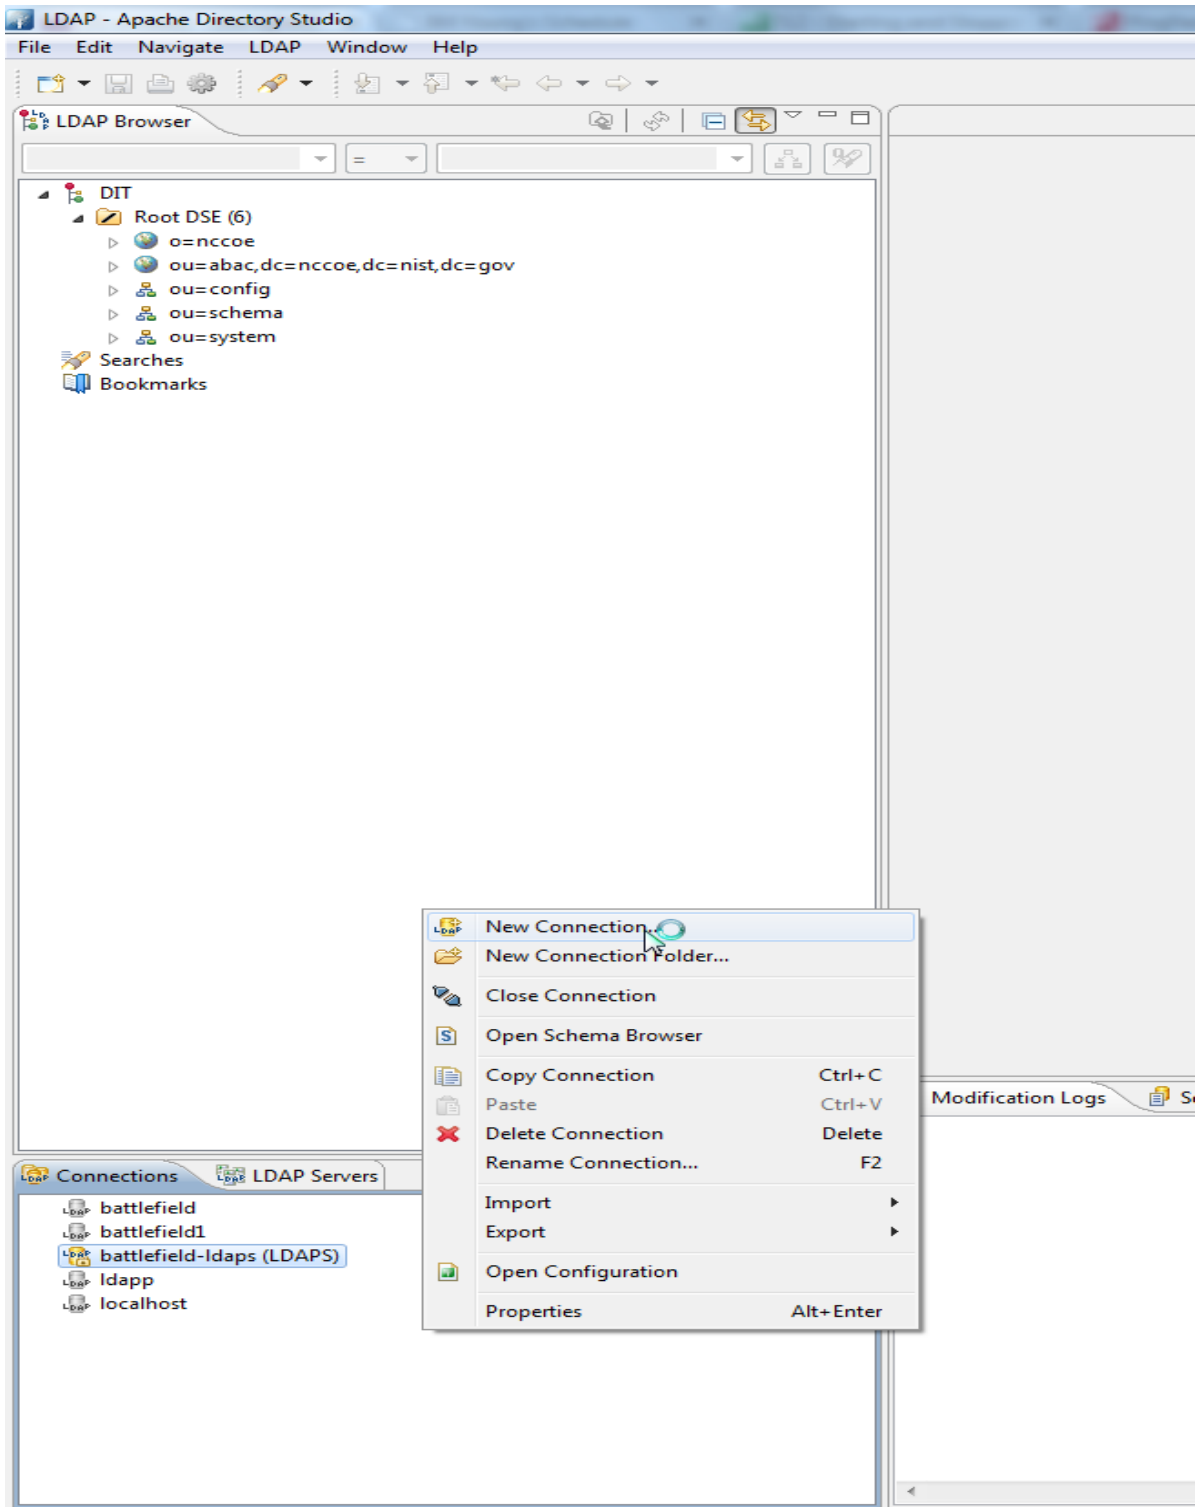 LDAP - Apache Directory Studio
File Edit Navigate LDAP Window Help
LDAP Browser
=
DIT
Root DSE (6)
o=nccoe
ou=abac,dc=nccoe,dc=nist,dc=gov
ou=config
ou=schema
ou=system
Searches
Bookmarks
New Connection...
New Connection Folder...
Close Connection
Open Schema Browser
Copy Connection Ctrl+C
Paste Ctrl+V
Delete Connection Delete
Rename Connection... F2
Import
Export
Open Configuration
Properties Alt+Enter
Modification Logs
Connections LDAP Servers
battlefield
battlefield1
battlefield-ldaps (LDAPS)
ldapp
localhost